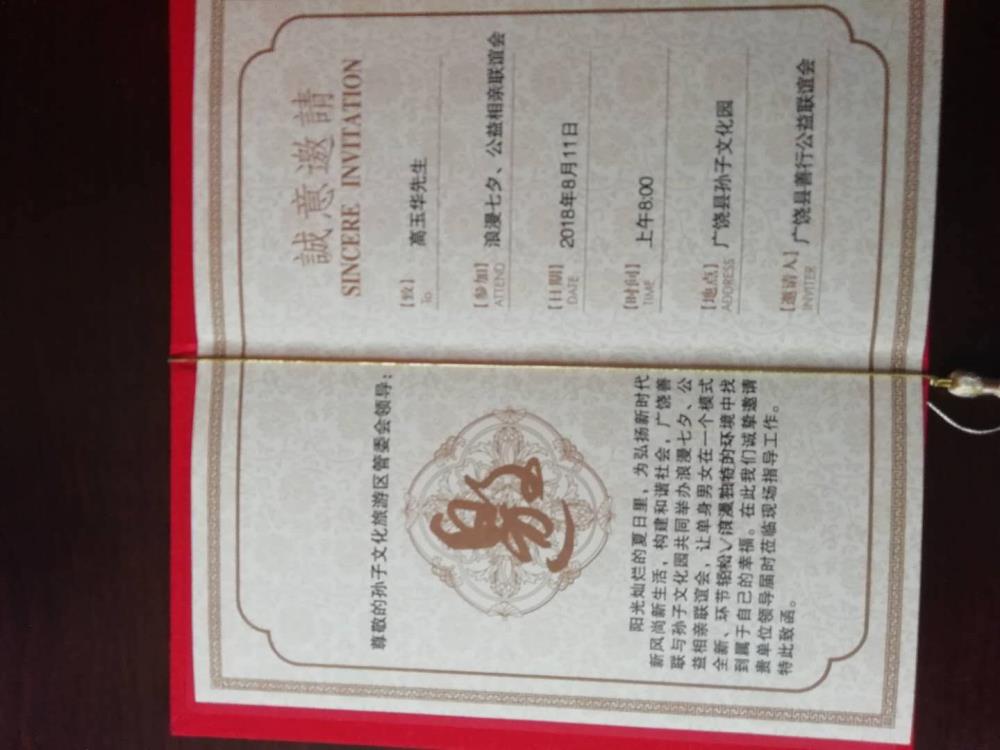 尊敬的孙子文化旅游区管委会领导：
邀
阳光灿烂的夏日里，为弘扬新时代
新风尚新生活，构建和谐社会，广饶善
联与孙子文化园共同举办浪漫七夕、公
益相亲联谊会，让单身男女在一个模式
全新、环节轻松、浪漫独特的环境中找
到属于自己的幸福。在此我们诚挚邀请
贵单位领导届时莅临现场指导工作。
特此致函。
誠意邀請
SINCERE INVITATION
【致】 高玉华先生
To
【参加】 浪漫七夕、公益相亲联谊会
ATTEND
【日期】 2018年8月11日
DATE
【时间】 上午8:00
TIME
【地点】 广饶县孙子文化园
ADDRESS
【邀请人】 广饶县善行公益联谊会
INVITER